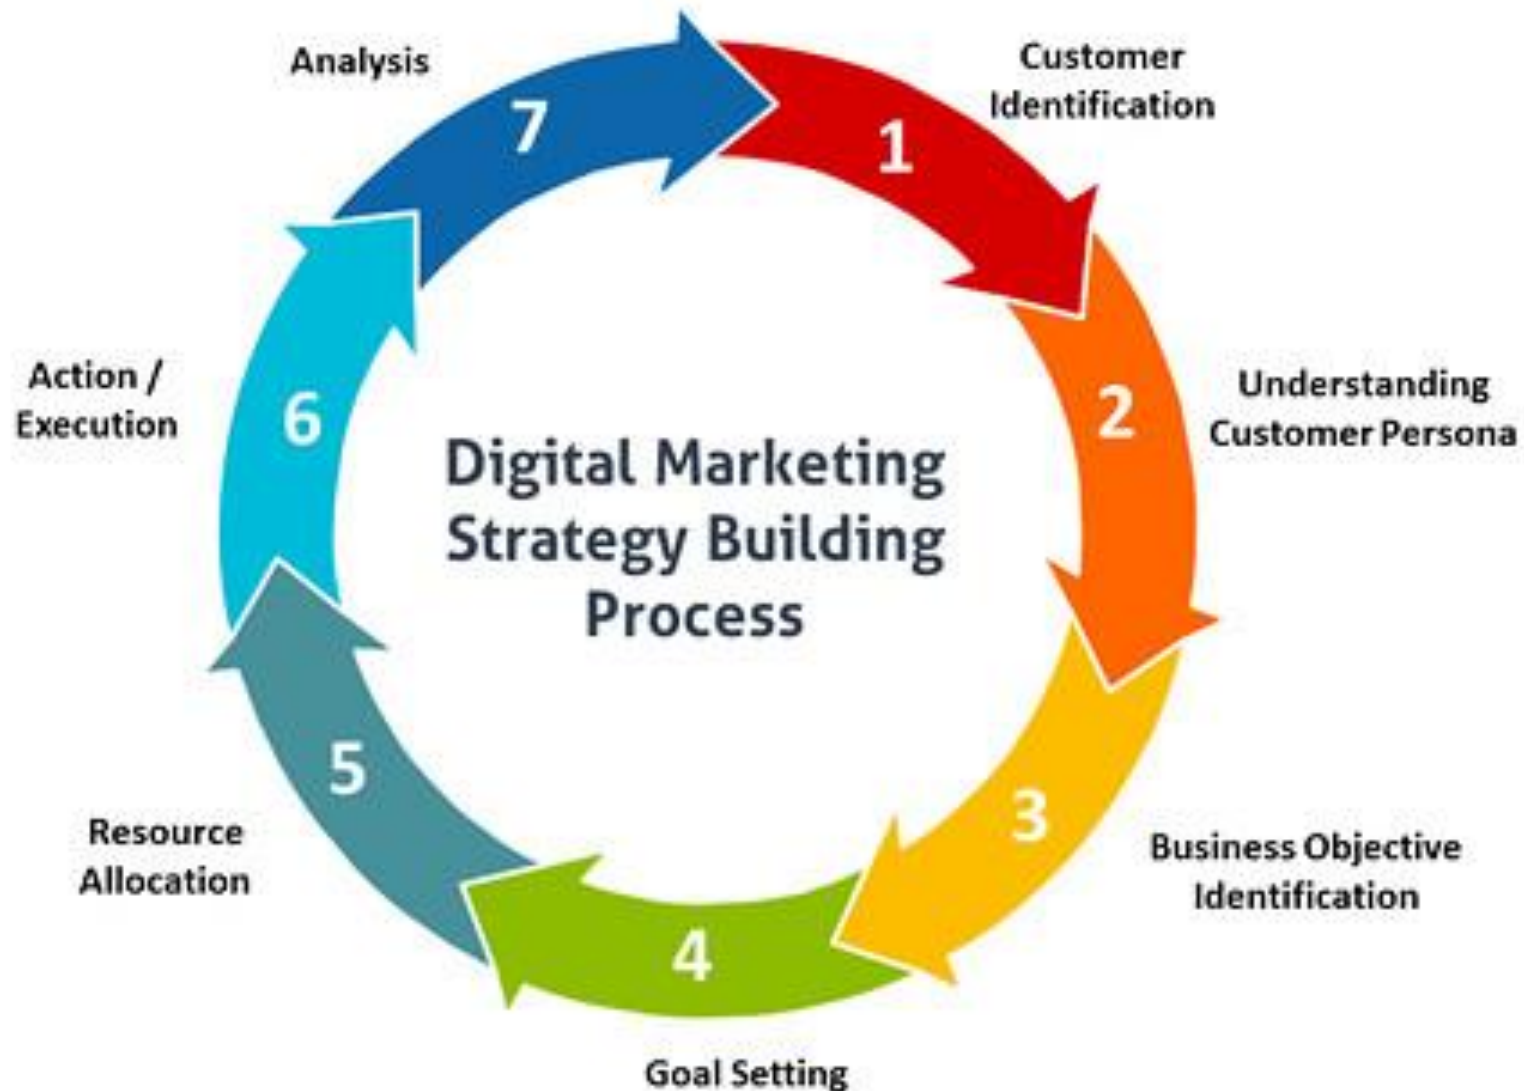 Digital Marketing
Strategy Building
Process
1
Customer
Identification
2
Understanding
Customer Persona
3
Business Objective
Identification
4
Goal Setting
5
Resource
Allocation
6
Action /
Execution
7
Analysis